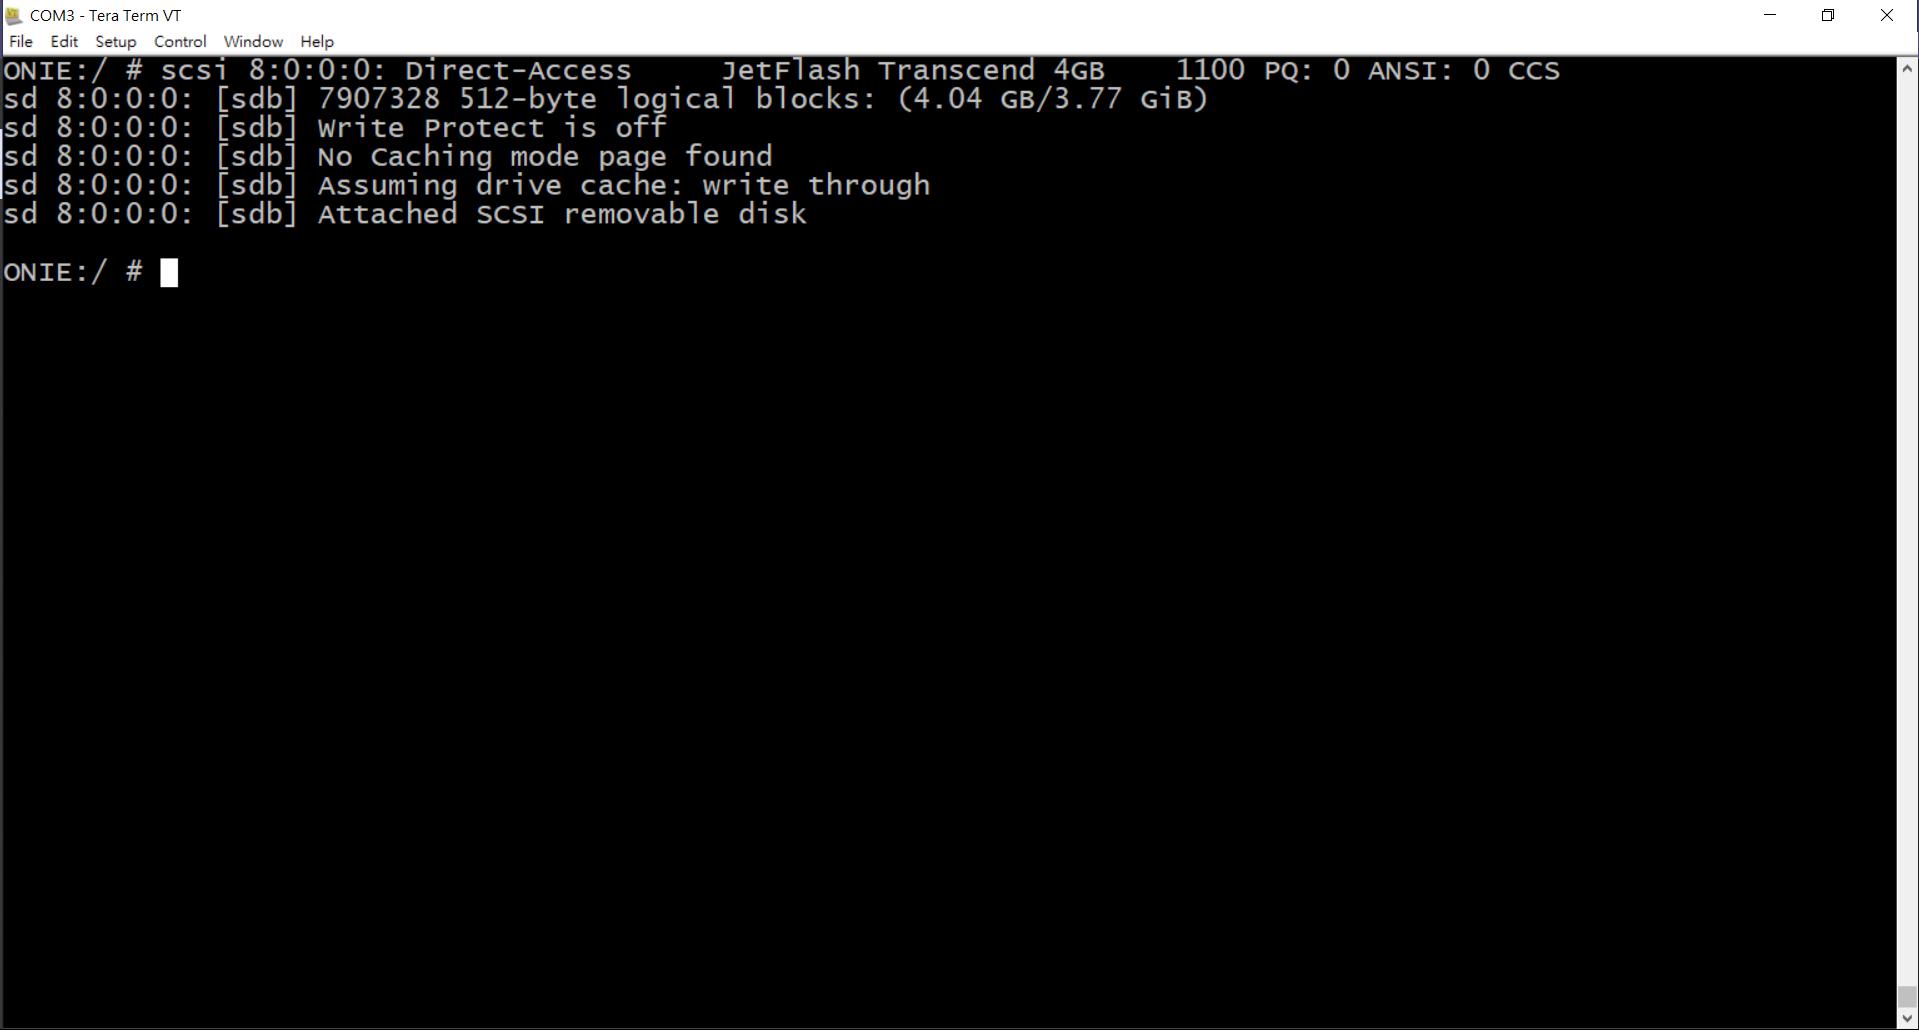 COM3 - Tera Term VT
File Edit Setup Control Window Help
ONIE:/ # scsi 8:0:0:0: Direct-Access     JetFlash Transcend 4GB    1100 PQ: 0 ANSI: 0 CCS
sd 8:0:0:0: [sdb] 7907328 512-byte logical blocks: (4.04 GB/3.77 GiB)
sd 8:0:0:0: [sdb] Write Protect is off
sd 8:0:0:0: [sdb] No Caching mode page found
sd 8:0:0:0: [sdb] Assuming drive cache: write through
sd 8:0:0:0: [sdb] Attached SCSI removable disk
ONIE:/ #